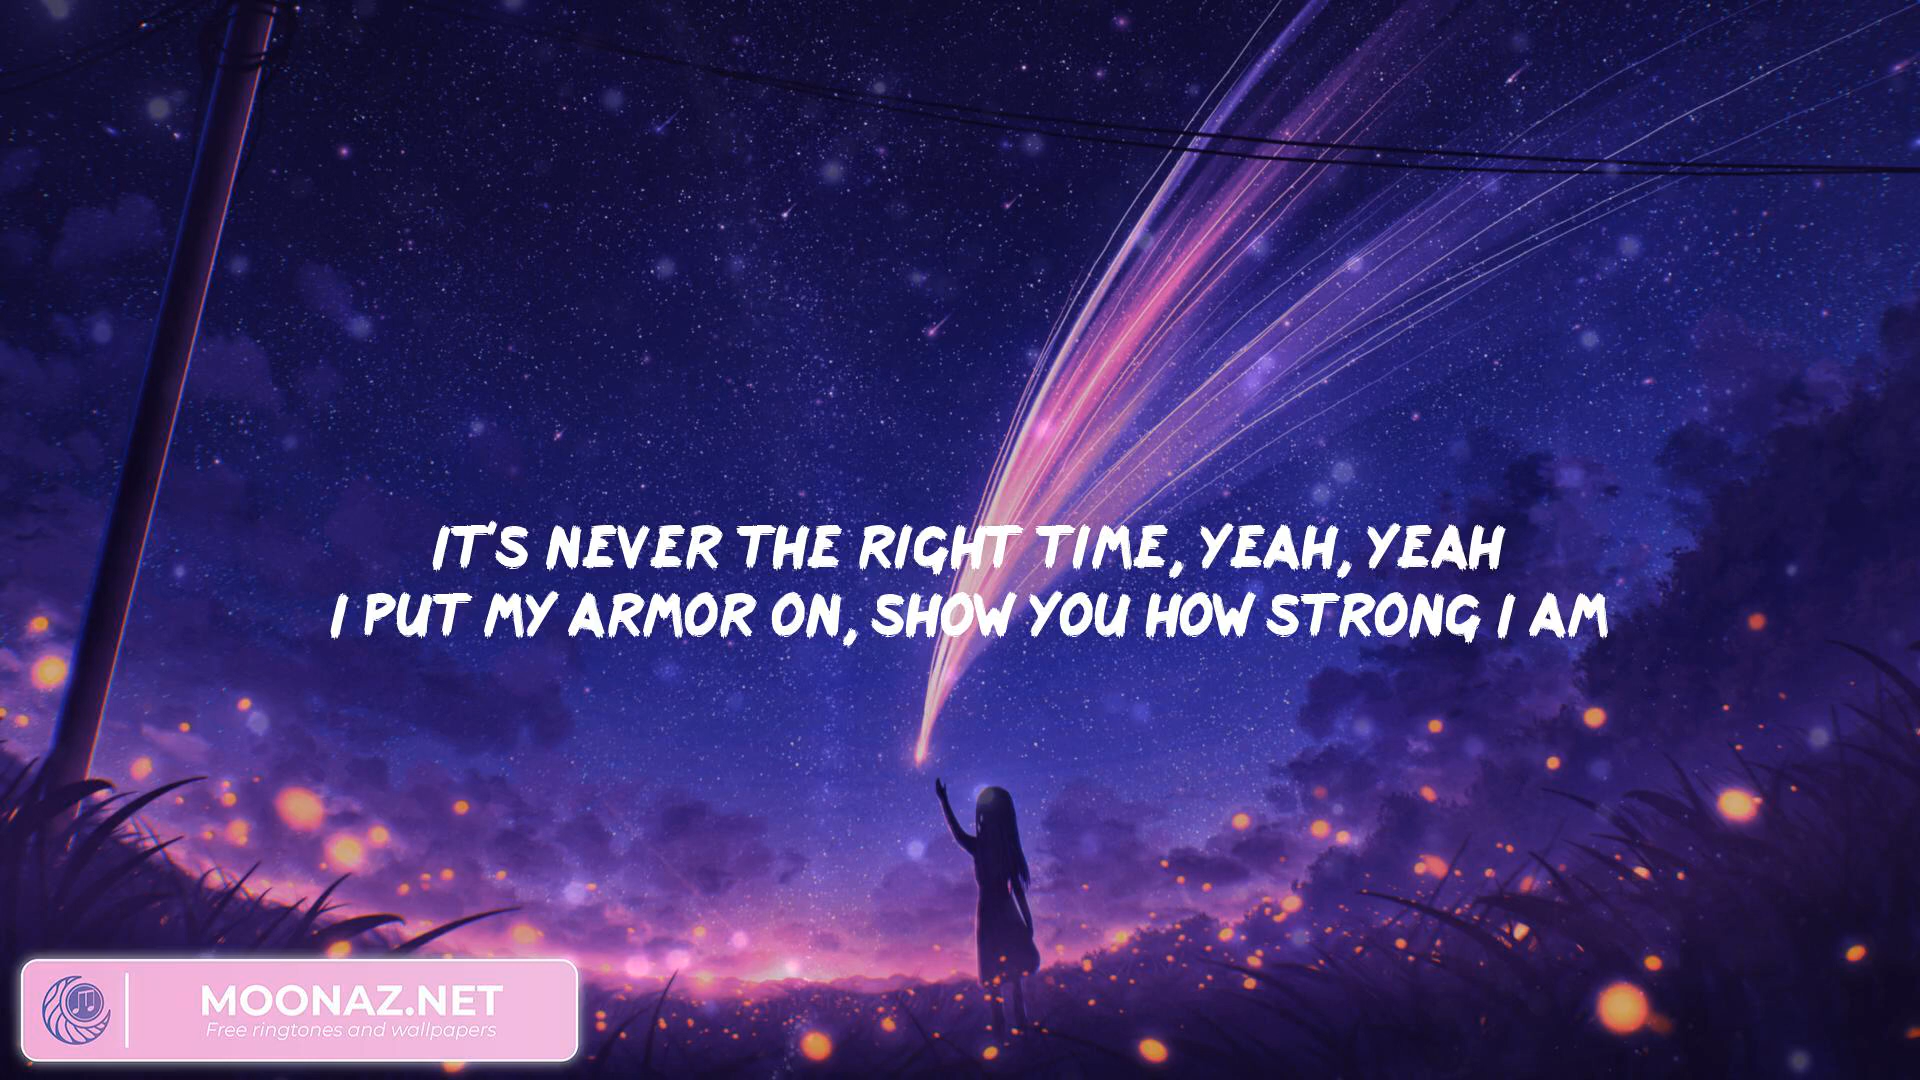 IT'S NEVER THE RIGHT TIME, YEAH, YEAH
I PUT MY ARMOR ON, SHOW YOU HOW STRONG I AM
MOONAZ.NET
Free ringtones and wallpapers